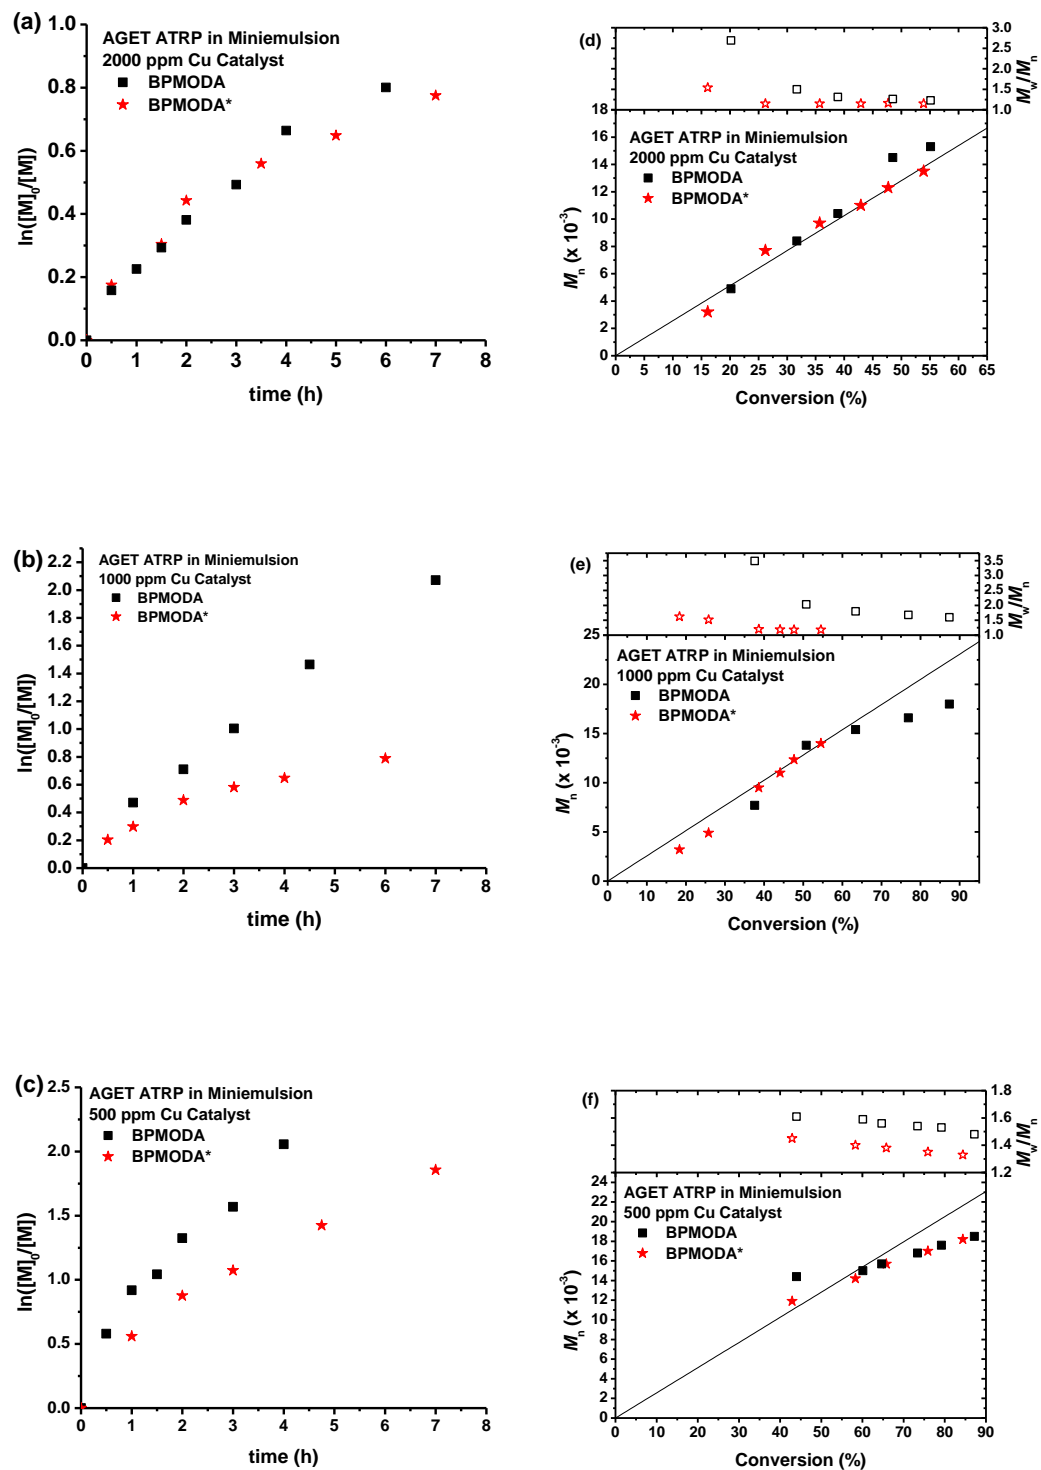 (a)
AGET ATRP in Miniemulsion
2000 ppm Cu Catalyst
BPMODA
BPMODA*
ln([M]0/[M])
1.0
0.8
0.6
0.4
0.2
0.0
0 1 2 3 4 5 6 7 8
time (h)
(d)
3.0
2.5
2.0
1.5
1.0
Mw/Mn
AGET ATRP in Miniemulsion
2000 ppm Cu Catalyst
BPMODA
BPMODA*
Mn (x 10-3)
18
16
14
12
10
8
6
4
2
0
0 5 10 15 20 25 30 35 40 45 50 55 60 65
Conversion (%)
(b)
AGET ATRP in Miniemulsion
1000 ppm Cu Catalyst
BPMODA
BPMODA*
ln([M]0/[M])
2.2
2.0
1.8
1.6
1.4
1.2
1.0
0.8
0.6
0.4
0.2
0.0
0 1 2 3 4 5 6 7 8
time (h)
(e)
3.5
3.0
2.5
2.0
1.5
1.0
Mw/Mn
AGET ATRP in Miniemulsion
1000 ppm Cu Catalyst
BPMODA
BPMODA*
Mn (x 10-3)
25
20
15
10
5
0
0 10 20 30 40 50 60 70 80 90
Conversion (%)
(c)
AGET ATRP in Miniemulsion
500 ppm Cu Catalyst
BPMODA
BPMODA*
ln([M]0/[M])
2.5
2.0
1.5
1.0
0.5
0.0
0 1 2 3 4 5 6 7 8
time (h)
(f)
1.8
1.6
1.4
1.2
Mw/Mn
AGET ATRP in Miniemulsion
500 ppm Cu Catalyst
BPMODA
BPMODA*
Mn (x 10-3)
24
22
20
18
16
14
12
10
8
6
4
2
0
0 10 20 30 40 50 60 70 80 90
Conversion (%)